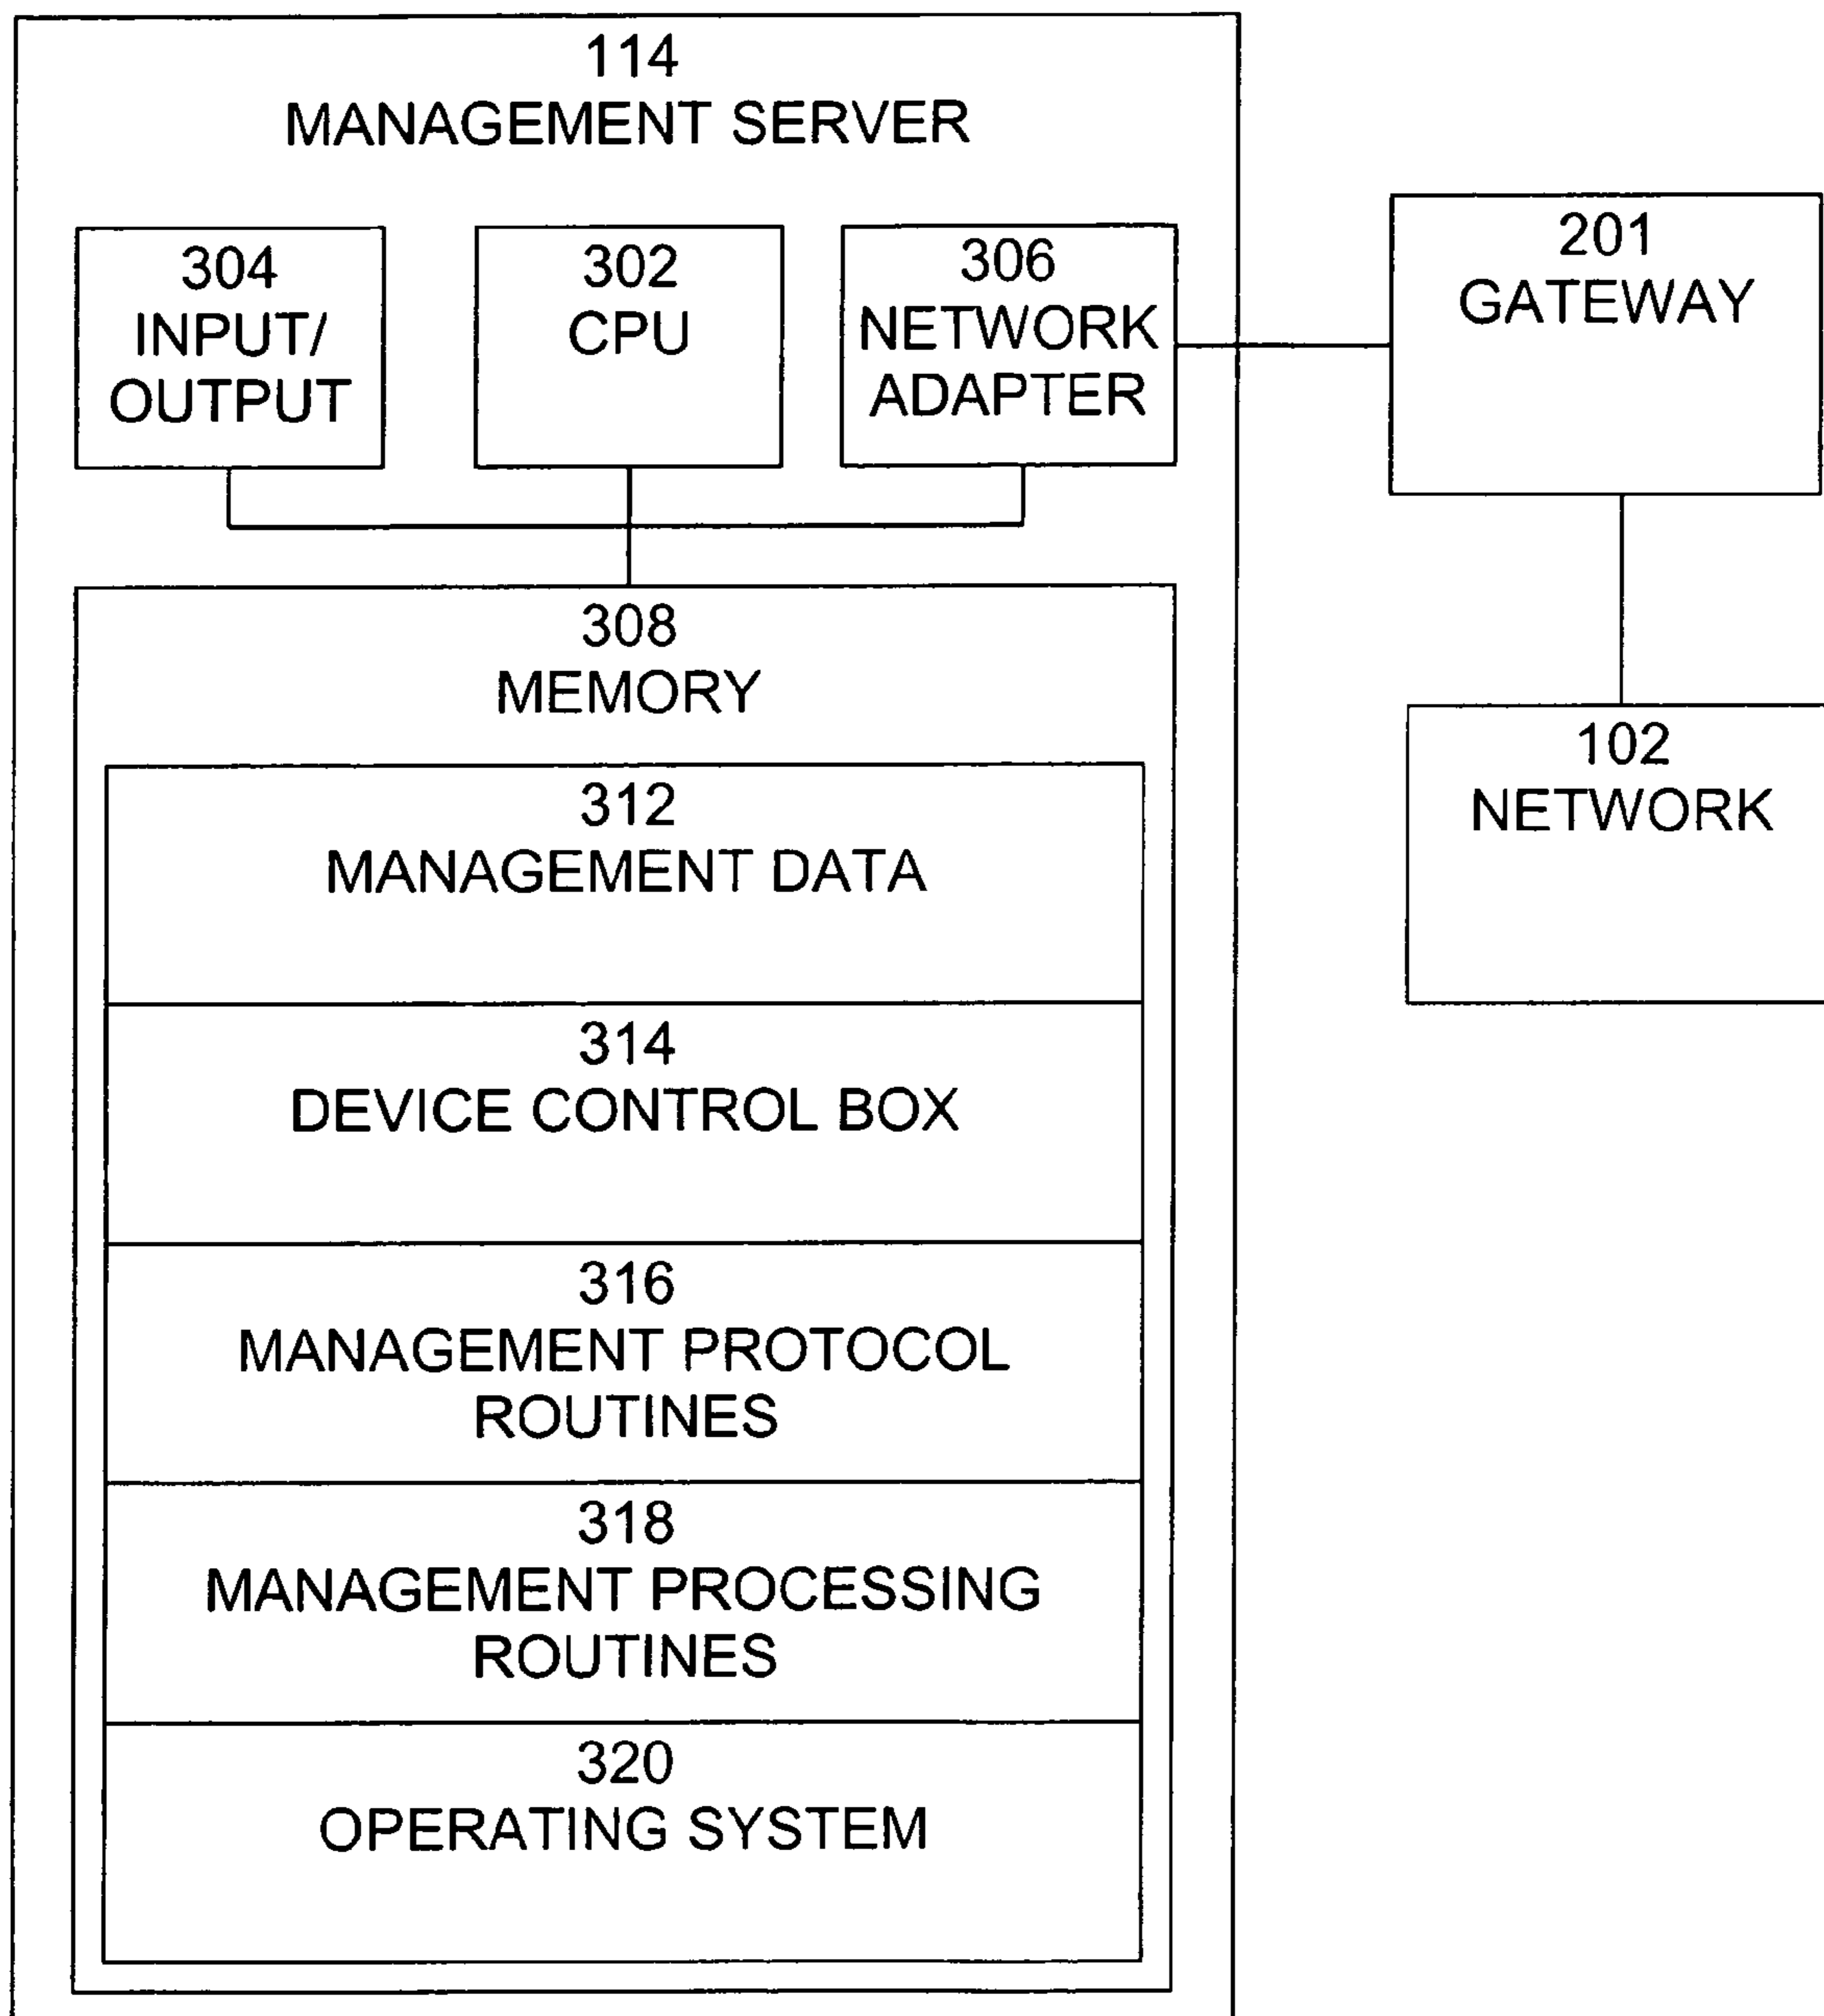 114
MANAGEMENT SERVER
304
INPUT/
OUTPUT
302
CPU
306
NETWORK
ADAPTER
201
GATEWAY
308
MEMORY
102
NETWORK
312
MANAGEMENT DATA
314
DEVICE CONTROL BOX
316
MANAGEMENT PROTOCOL
ROUTINES
318
MANAGEMENT PROCESSING
ROUTINES
320
OPERATING SYSTEM